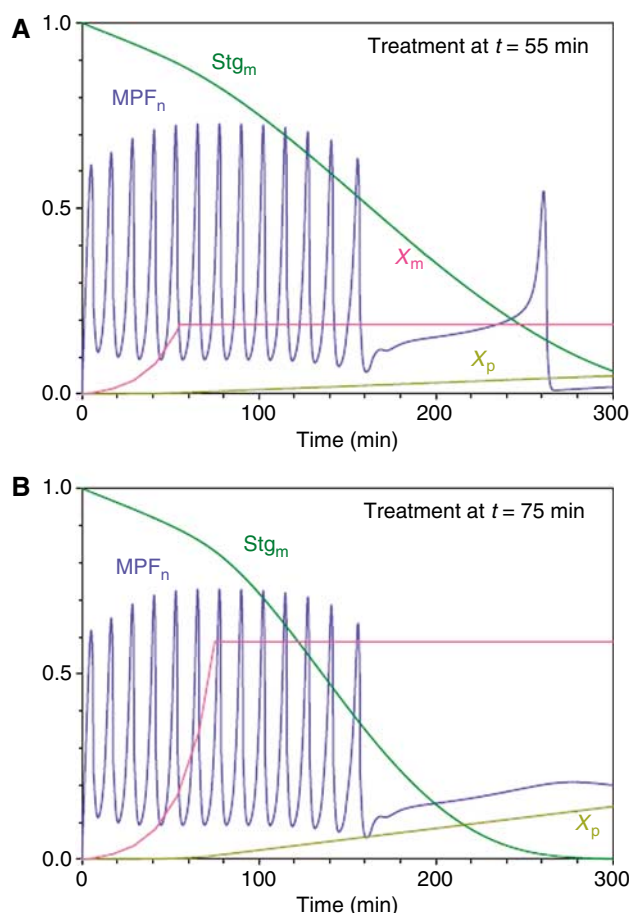 A
1.0
Treatment at t = 55 min
Stgm
MPFn
0.5
Xm
Xp
0.0
0 100 200 300
Time (min)
B
1.0
Treatment at t = 75 min
Stgm
MPFn
0.5
Xp
0.0
0 100 200 300
Time (min)